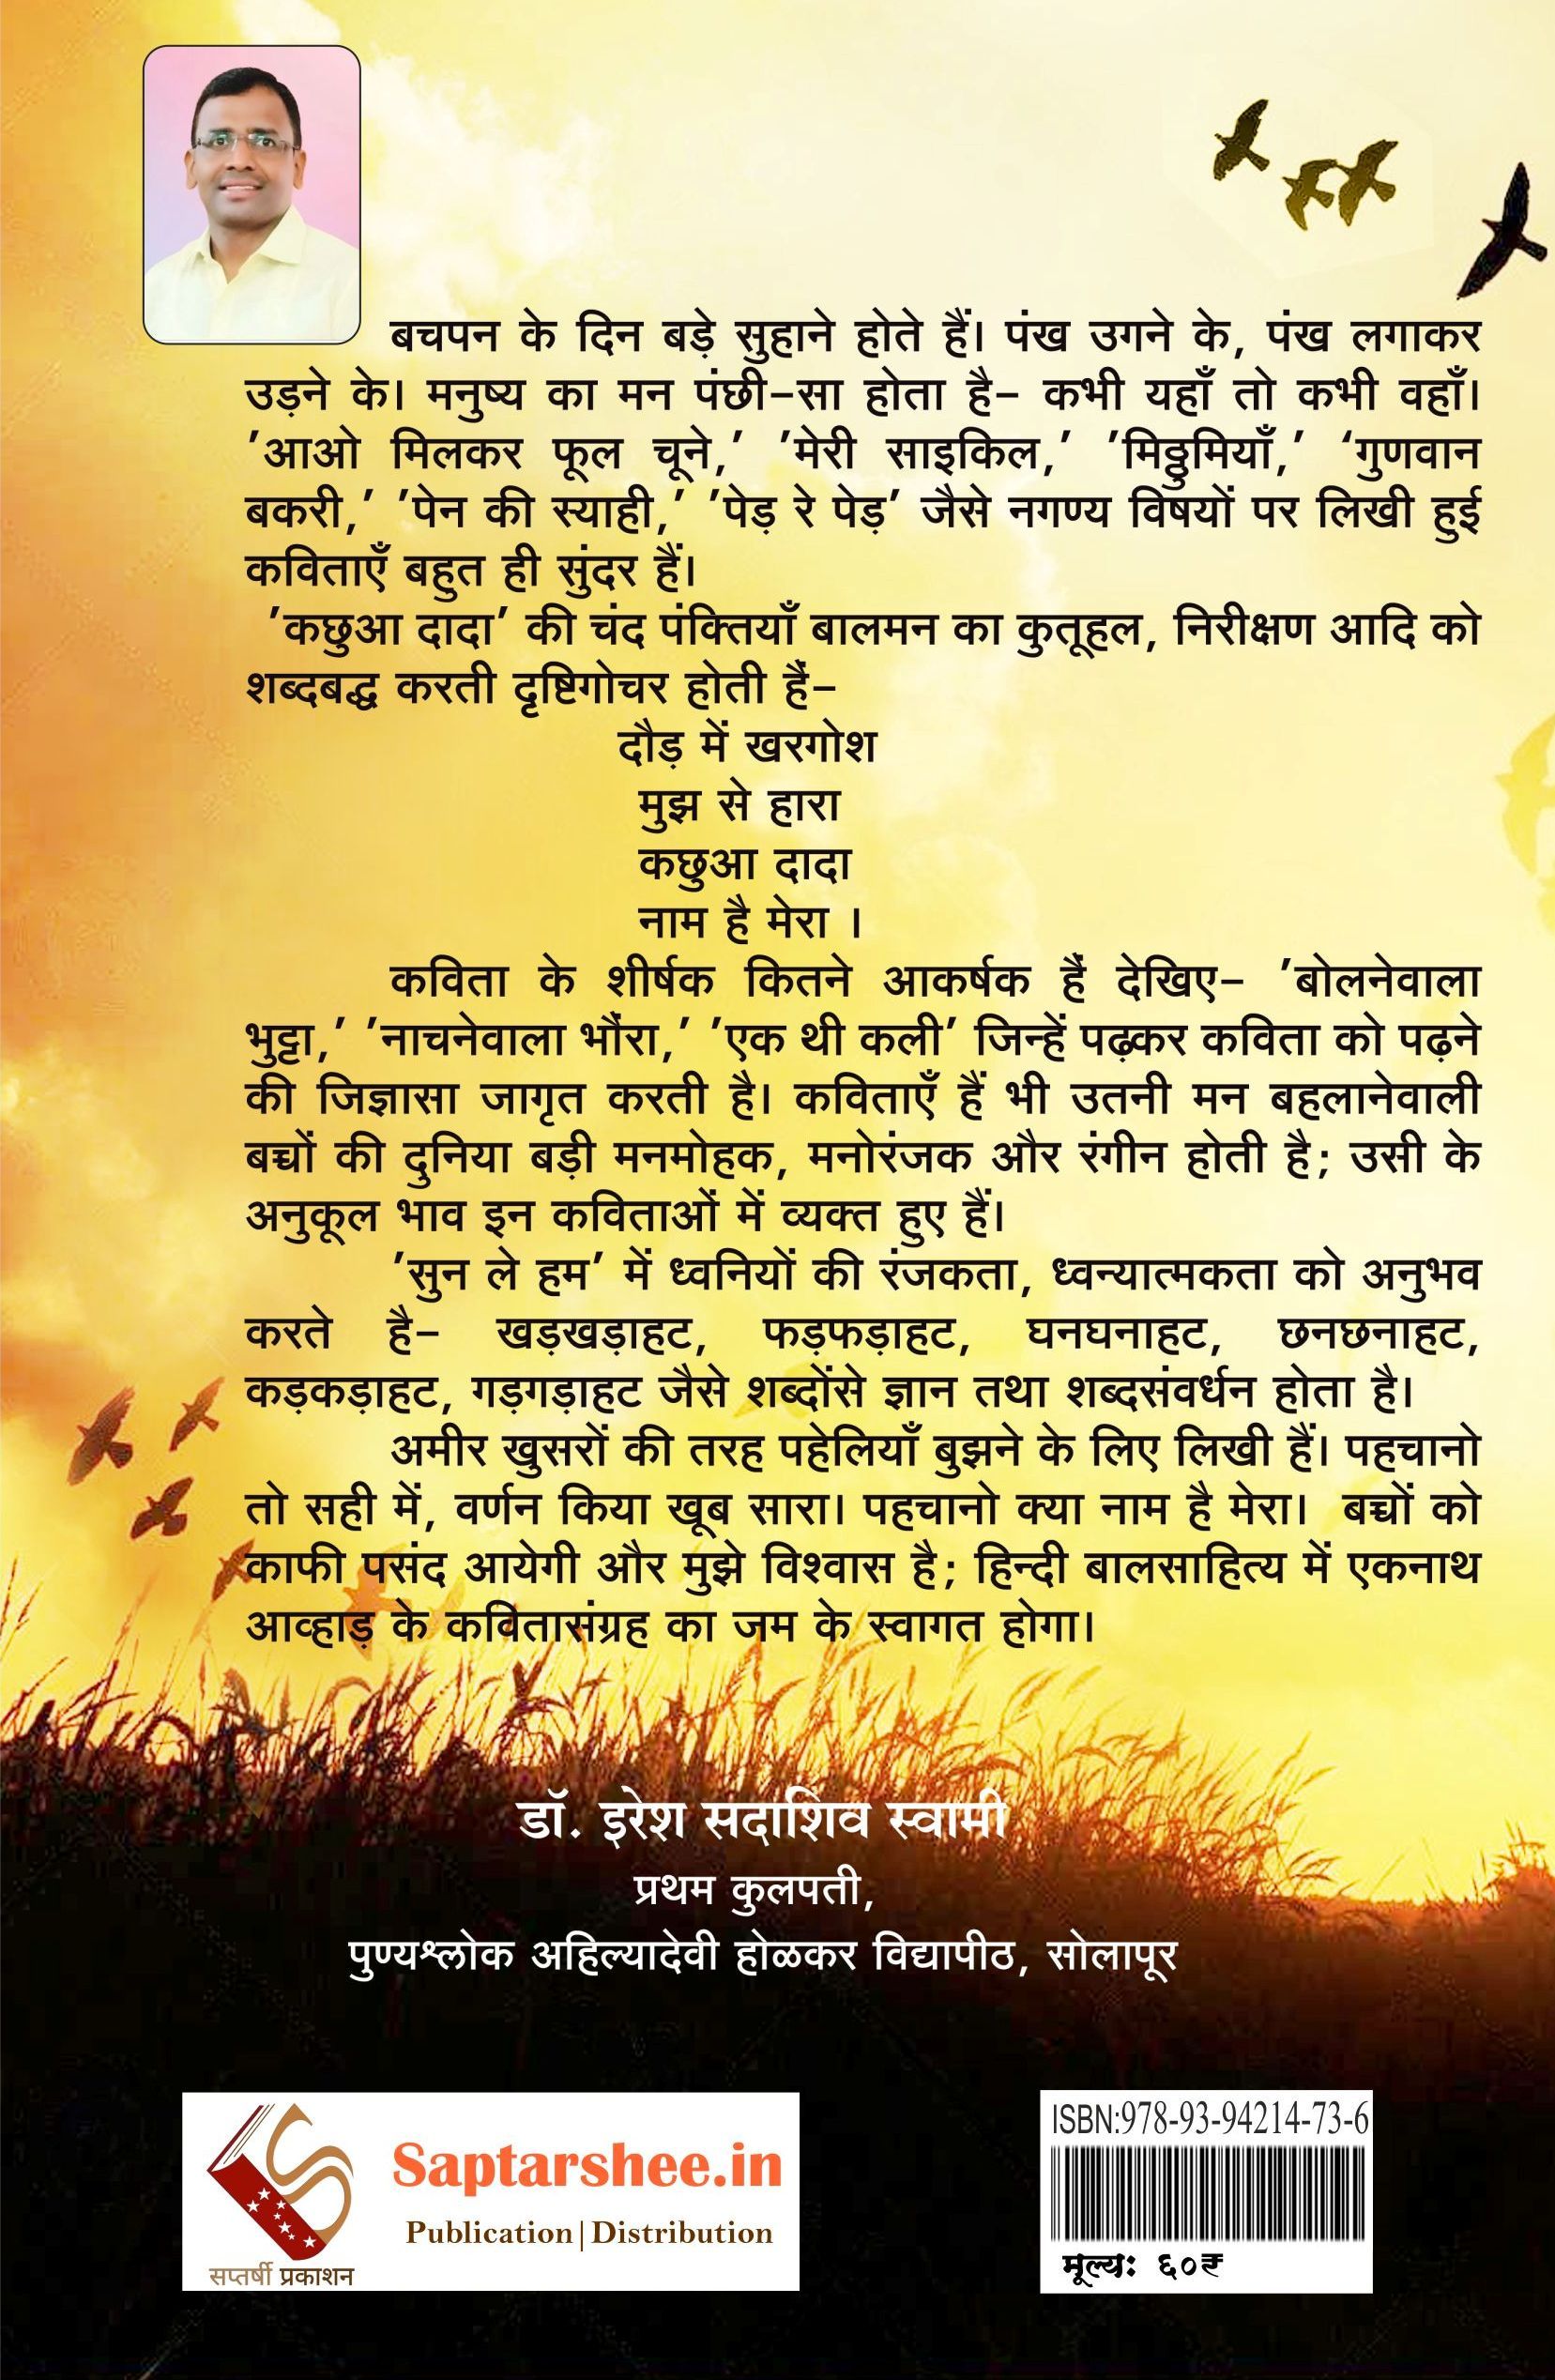 बचपन के दिन बड़े सुहाने होते हैं। पंख उगने के, पंख लगाकर
उड़ने के। मनुष्य का मन पंछी-सा होता है- कभी यहाँ तो कभी वहाँ।
'आओ मिलकर फूल चूने,' 'मेरी साइकिल,' 'मिठ्ठुमियाँ,' 'गुणवान
बकरी,' 'पेन की स्याही,' 'पेड़ रे पेड़' जैसे नगण्य विषयों पर लिखी हुई
कविताएँ बहुत ही सुंदर हैं।
'कछुआ दादा' की चंद पंक्तियाँ बालमन का कुतूहल, निरीक्षण आदि को
शब्दबद्ध करती दृष्टिगोचर होती हैं-
दौड़ में खरगोश
मुझ से हारा
कछुआ दादा
नाम है मेरा ।
कविता के शीर्षक कितने आकर्षक हैं देखिए- 'बोलनेवाला
भुट्टा,' 'नाचनेवाला भौंरा,' 'एक थी कली' जिन्हें पढ़कर कविता को पढ़ने
की जिज्ञासा जागृत करती है। कविताएँ हैं भी उतनी मन बहलानेवाली
बच्चों की दुनिया बड़ी मनमोहक, मनोरंजक और रंगीन होती है; उसी के
अनुकूल भाव इन कविताओं में व्यक्त हुए हैं।
'सुन ले हम' में ध्वनियों की रंजकता, ध्वन्यात्मकता को अनुभव
करते है- खड़खड़ाहट, फड़फड़ाहट, घनघनाहट, छनछनाहट,
कड़कड़ाहट, गड़गड़ाहट जैसे शब्दोंसे ज्ञान तथा शब्दसंवर्धन होता है।
अमीर खुसरों की तरह पहेलियाँ बुझने के लिए लिखी हैं। पहचानो
तो सही में, वर्णन किया खूब सारा। पहचानो क्या नाम है मेरा। बच्चों को
काफी पसंद आयेगी और मुझे विश्वास है; हिन्दी बालसाहित्य में एकनाथ
आव्हाड़ के कवितासंग्रह का जम के स्वागत होगा।
डॉ. इरेश सदाशिव स्वामी
प्रथम कुलपती,
पुण्यश्लोक अहिल्यादेवी होळकर विद्यापीठ, सोलापूर
Saptarshee.in
Publication|Distribution
सप्तर्षी प्रकाशन
ISBN:978-93-94214-73-6
मूल्य: ६०₹